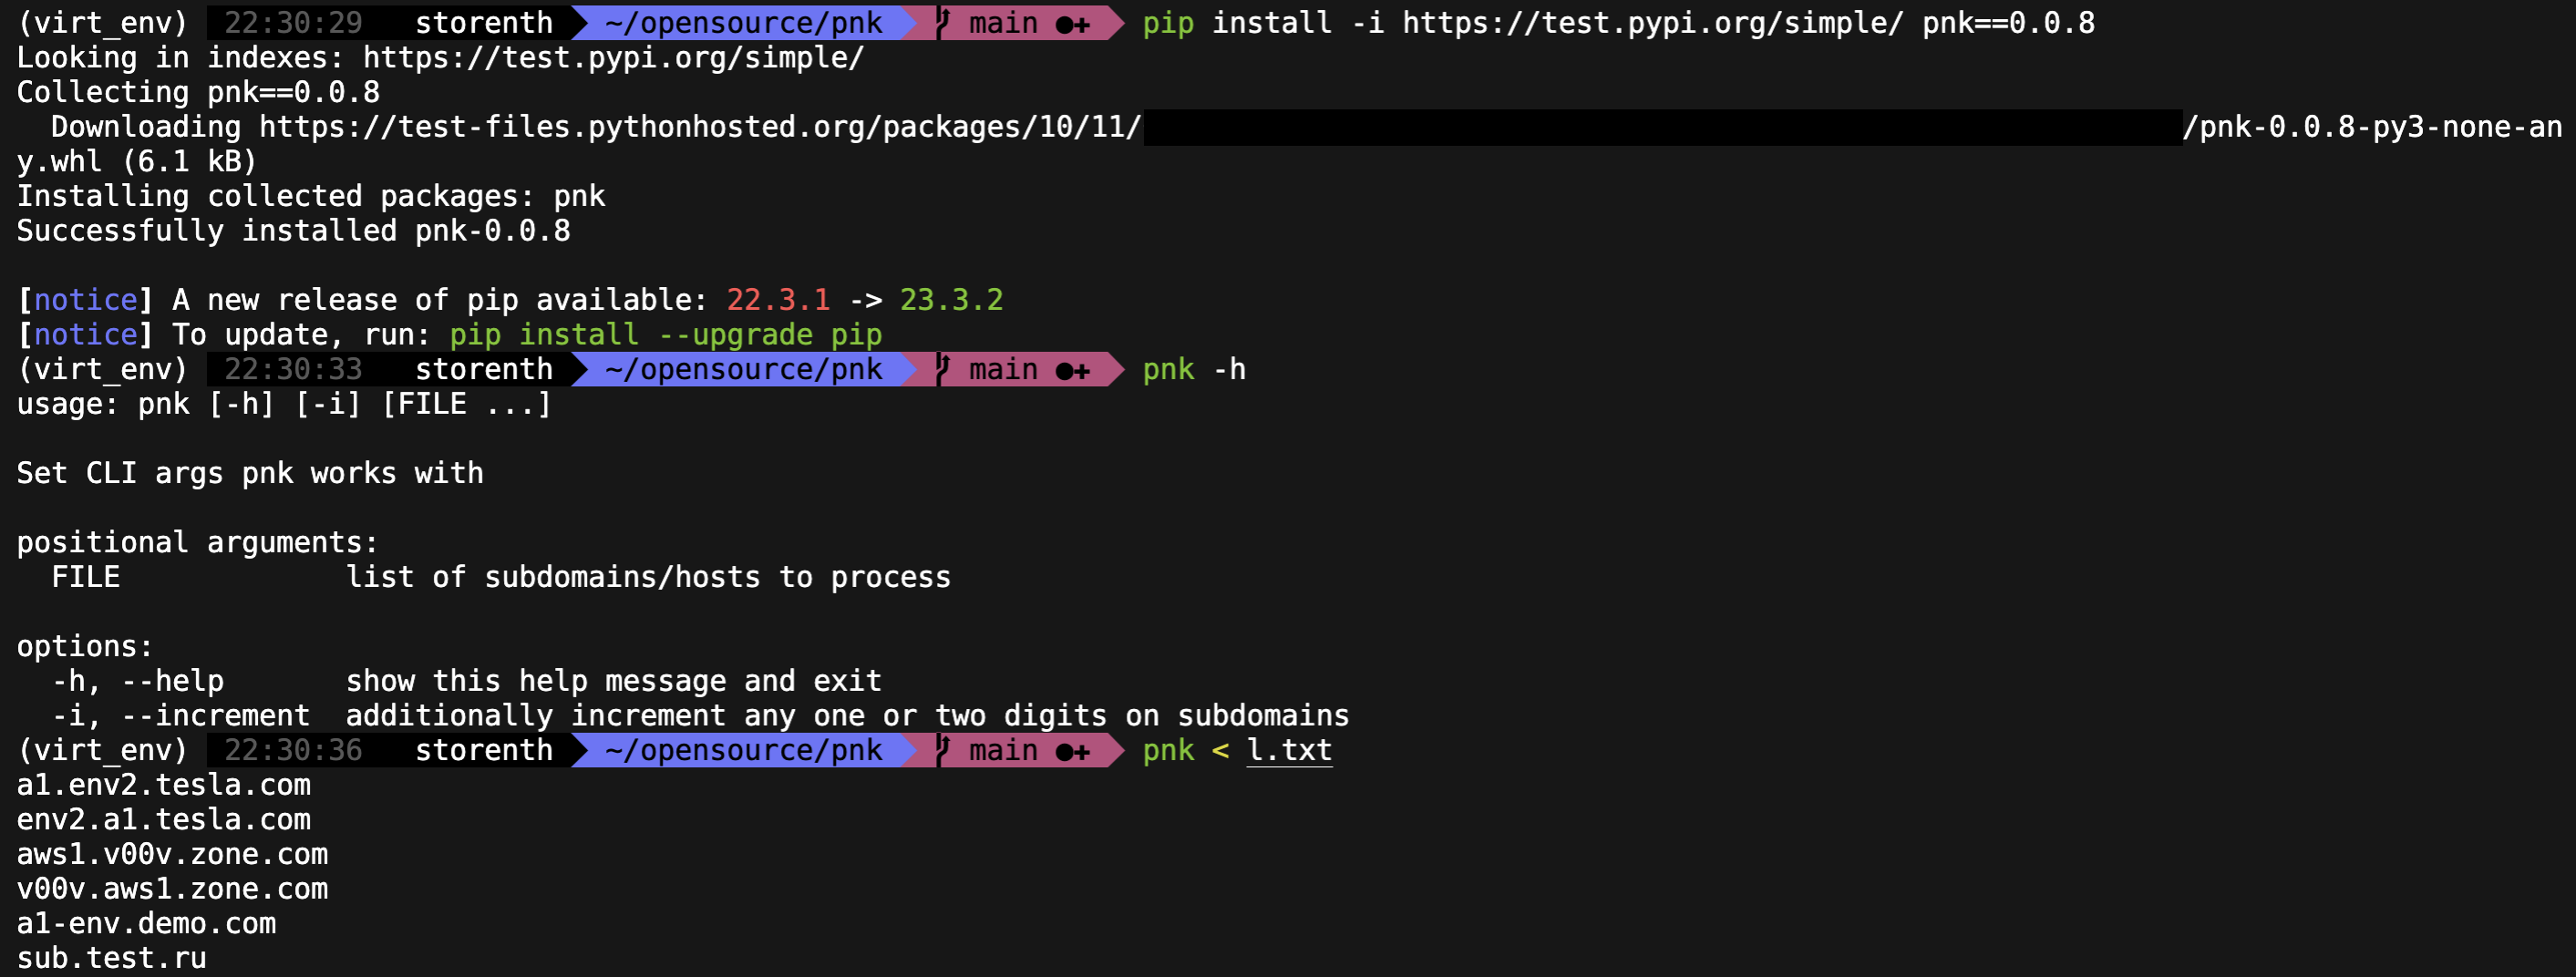 (virt_env) 22:30:29 storenth ~/opensource/pnk main ●✚ pip install -i https://test.pypi.org/simple/ pnk==0.0.8
Looking in indexes: https://test.pypi.org/simple/
Collecting pnk==0.0.8
  Downloading https://test-files.pythonhosted.org/packages/10/11/ /pnk-0.0.8-py3-none-an
y.whl (6.1 kB)
Installing collected packages: pnk
Successfully installed pnk-0.0.8
[notice] A new release of pip available: 22.3.1 -> 23.3.2
[notice] To update, run: pip install --upgrade pip
(virt_env) 22:30:33 storenth ~/opensource/pnk main ●✚ pnk -h
usage: pnk [-h] [-i] [FILE ...]
Set CLI args pnk works with
positional arguments:
  FILE             list of subdomains/hosts to process
options:
  -h, --help       show this help message and exit
  -i, --increment  additionally increment any one or two digits on subdomains
(virt_env) 22:30:36 storenth ~/opensource/pnk main ●✚ pnk < l.txt
a1.env2.tesla.com
env2.a1.tesla.com
aws1.v00v.zone.com
v00v.aws1.zone.com
a1-env.demo.com
sub.test.ru